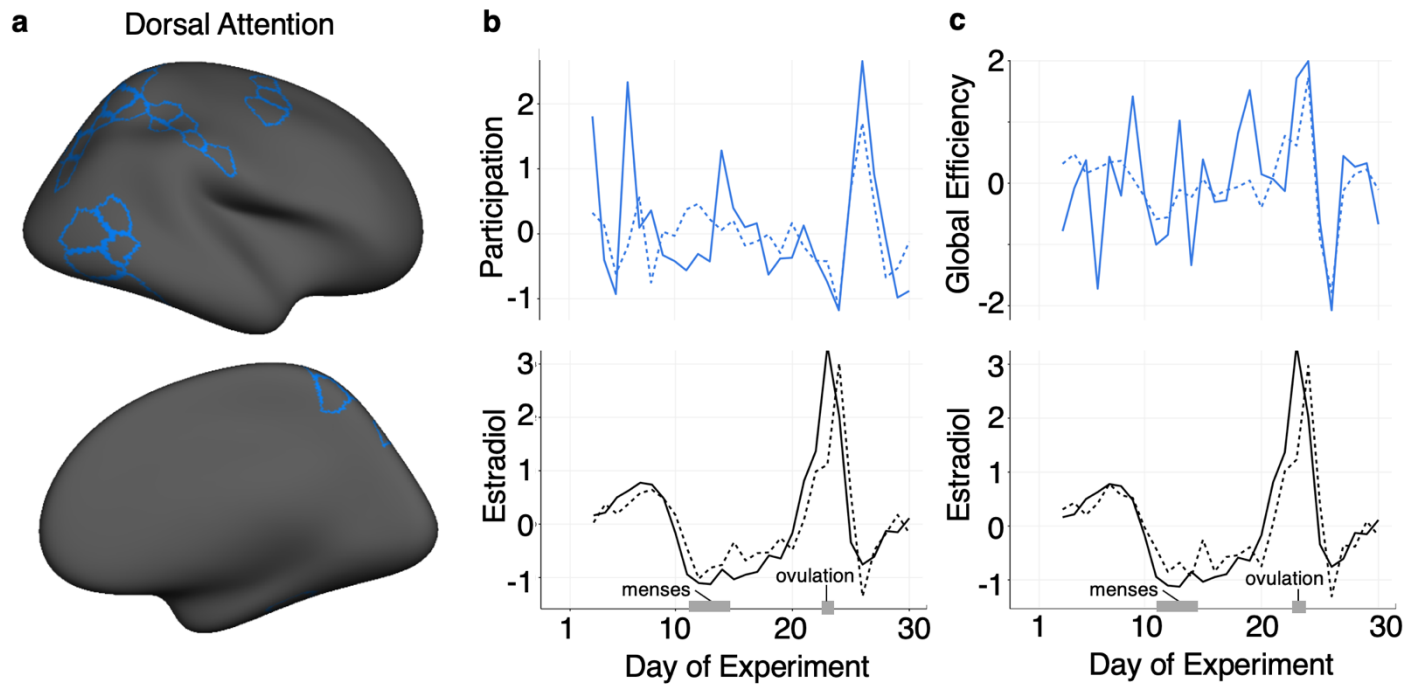 a
Dorsal Attention
b
Participation
2
1
0
-1
Estradiol
3
2
1
0
-1
menses
ovulation
1
10
20
30
Day of Experiment
c
Global Efficiency
2
0
-2
Estradiol
3
2
1
0
-1
menses
ovulation
1
10
20
30
Day of Experiment